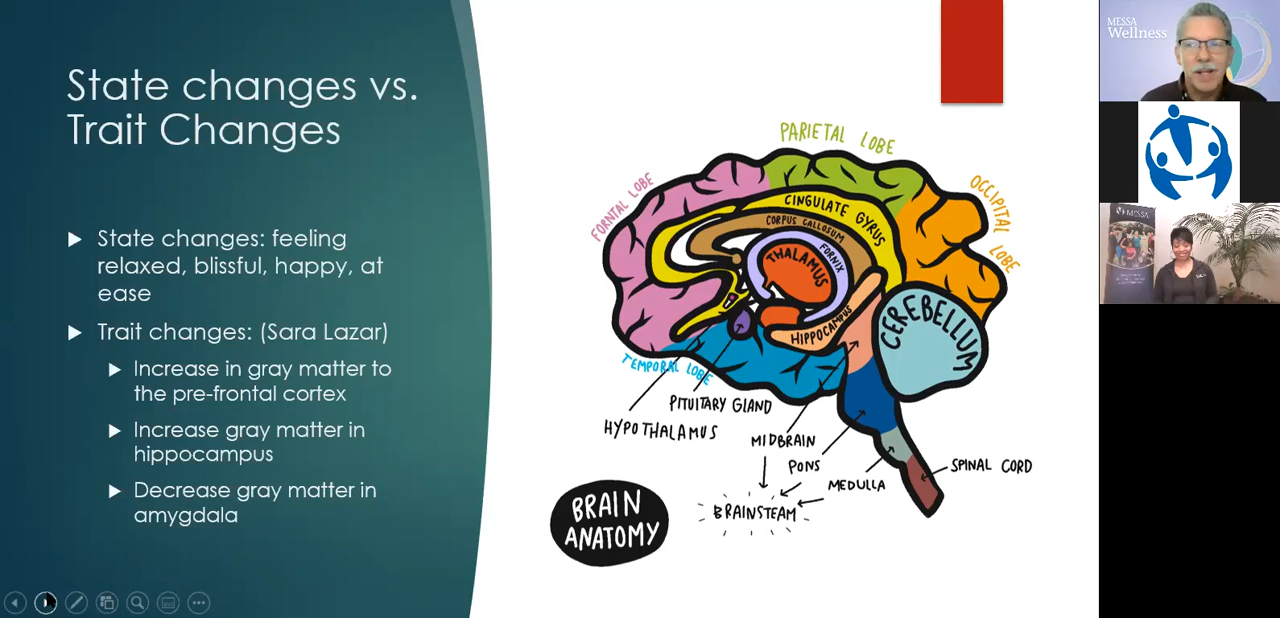 State changes vs.
Trait Changes
State changes: feeling
relaxed, blissful, happy, at
ease
Trait changes: (Sara Lazar)
Increase in gray matter to
the pre-frontal cortex
Increase gray matter in
hippocampus
Decrease gray matter in
amygdala
PARIETAL LOBE
FORNTAL LOBE
OCCIPITAL LOBE
CINGULATE GYRUS
CORPUS CALLOSUM
FORNIX
THALAMUS
HIPPOCAMPUS
CEREBELLUM
TEMPORAL LOBE
PITUITARY GLAND
HYPOTHALAMUS
MIDBRAIN
PONS
MEDULLA
SPINAL CORD
BRAINSTEAM
BRAIN
ANATOMY
MESSA
Wellness
MESSA